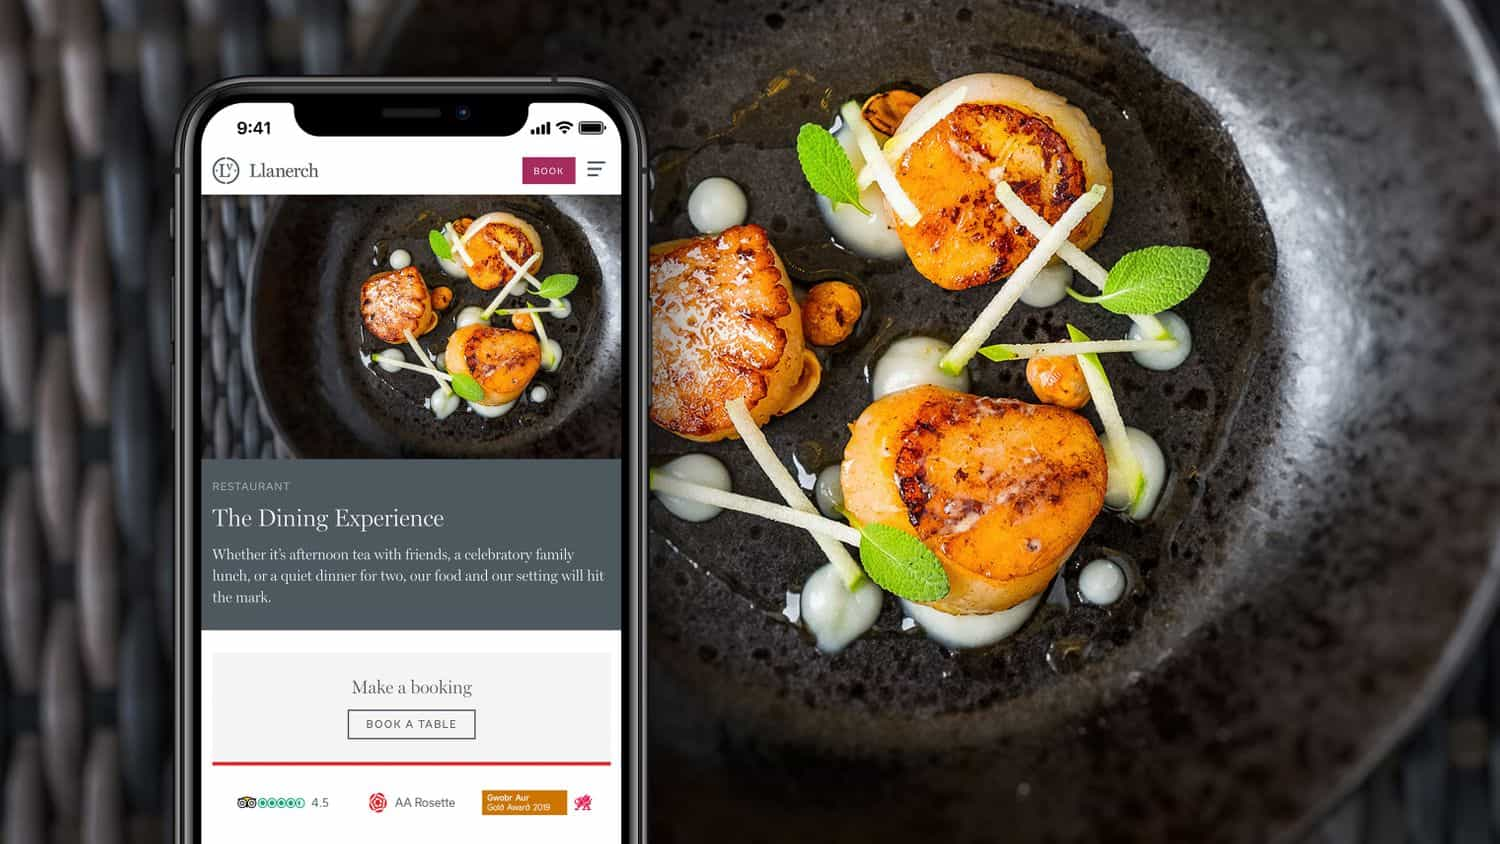 9:41
LV
Llanerch
BOOK
RESTAURANT
The Dining Experience
Whether it's afternoon tea with friends, a celebratory family
lunch, or a quiet dinner for two, our food and our setting will hit
the mark.
Make a booking
BOOK A TABLE
4.5
AA Rosette
Gwobr Aur
Gold Award 2019